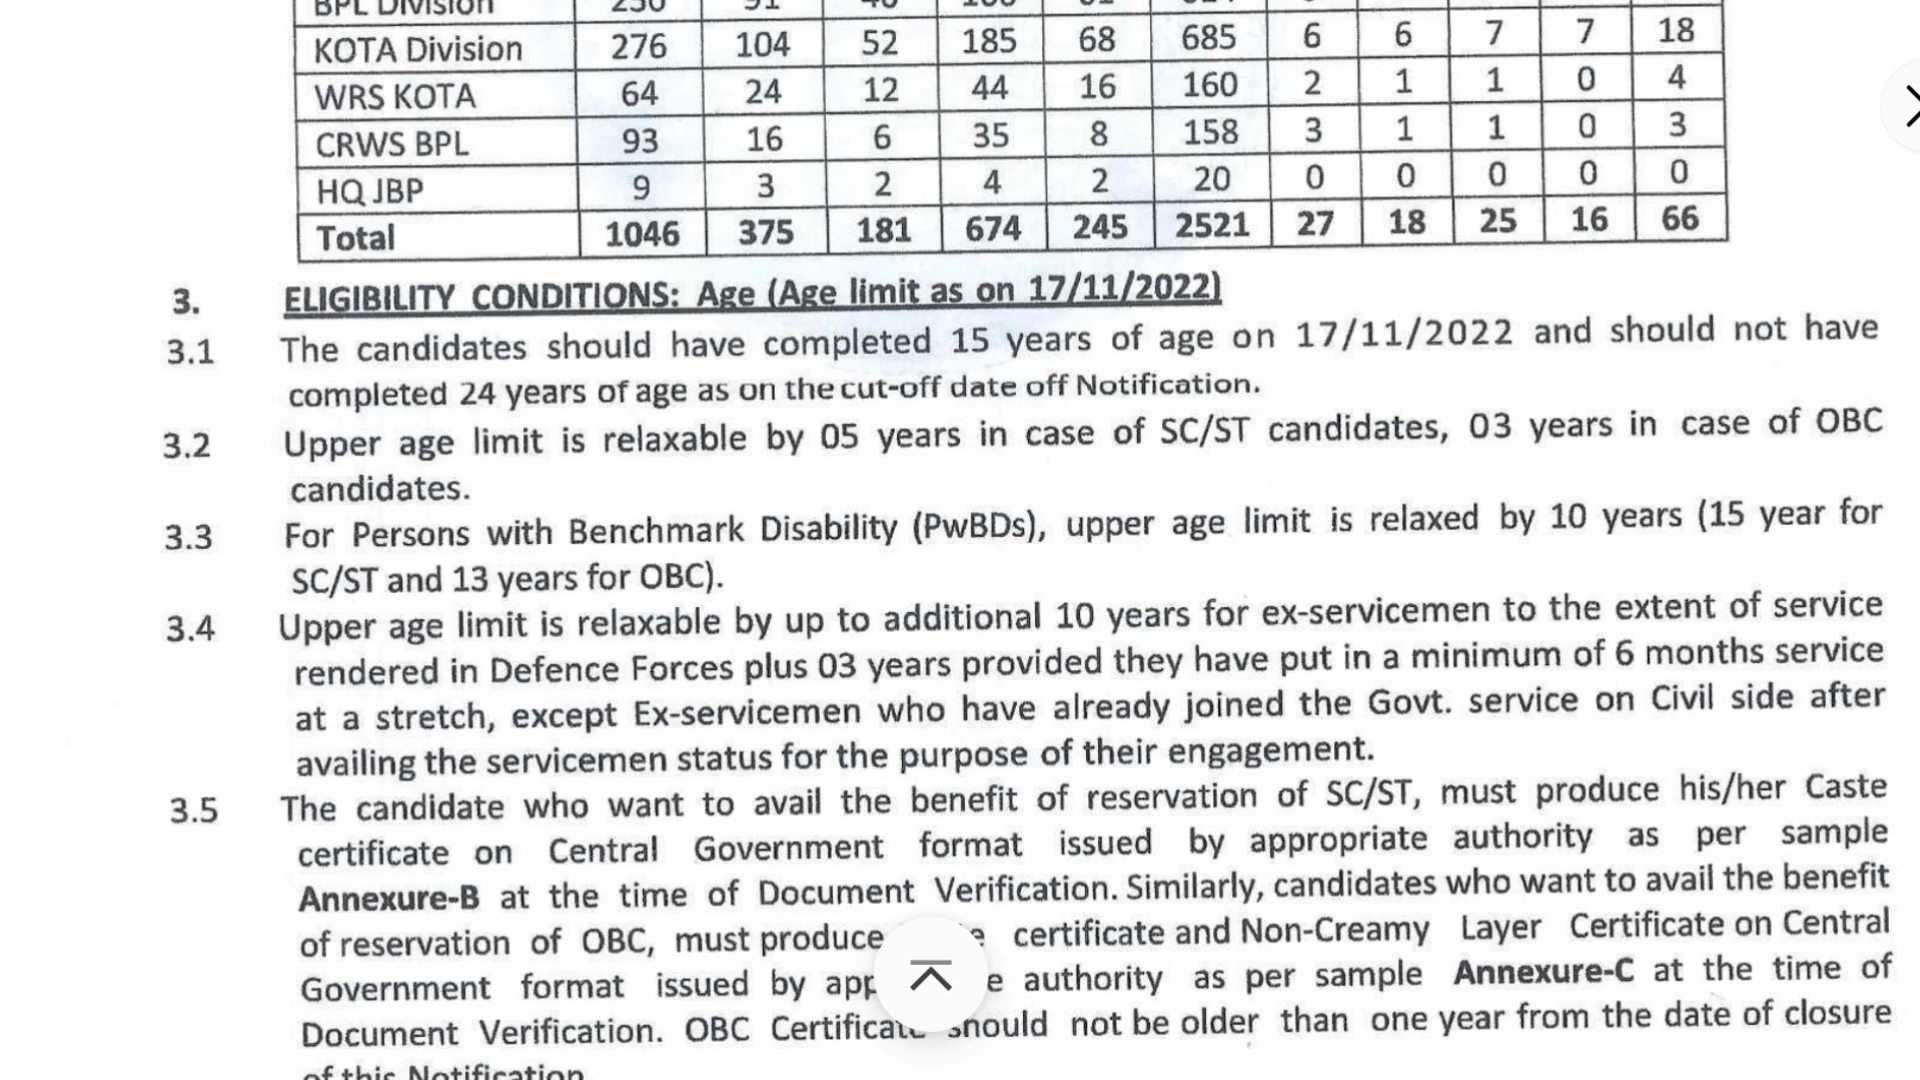 BPL Division 250 91
KOTA Division 276 104 52 185 68 685 6 6 7 7 18
WRS KOTA 64 24 12 44 16 160 2 1 1 0 4
CRWS BPL 93 16 6 35 8 158 3 1 1 0 3
HQ JBP 9 3 2 4 2 20 0 0 0 0 0
Total 1046 375 181 674 245 2521 27 18 25 16 66
3. ELIGIBILITY CONDITIONS: Age (Age limit as on 17/11/2022)
3.1 The candidates should have completed 15 years of age on 17/11/2022 and should not have
completed 24 years of age as on the cut-off date off Notification.
3.2 Upper age limit is relaxable by 05 years in case of SC/ST candidates, 03 years in case of OBC
candidates.
3.3 For Persons with Benchmark Disability (PwBDs), upper age limit is relaxed by 10 years (15 year for
SC/ST and 13 years for OBC).
3.4 Upper age limit is relaxable by up to additional 10 years for ex-servicemen to the extent of service
rendered in Defence Forces plus 03 years provided they have put in a minimum of 6 months service
at a stretch, except Ex-servicemen who have already joined the Govt. service on Civil side after
availing the servicemen status for the purpose of their engagement.
3.5 The candidate who want to avail the benefit of reservation of SC/ST, must produce his/her Caste
certificate on Central Government format issued by appropriate authority as per sample
Annexure-B at the time of Document Verification. Similarly, candidates who want to avail the benefit
of reservation of OBC, must produce certificate and Non-Creamy Layer Certificate on Central
Government format issued by authority as per sample Annexure-C at the time of
Document Verification. OBC Certificate should not be older than one year from the date of closure
of this Notification